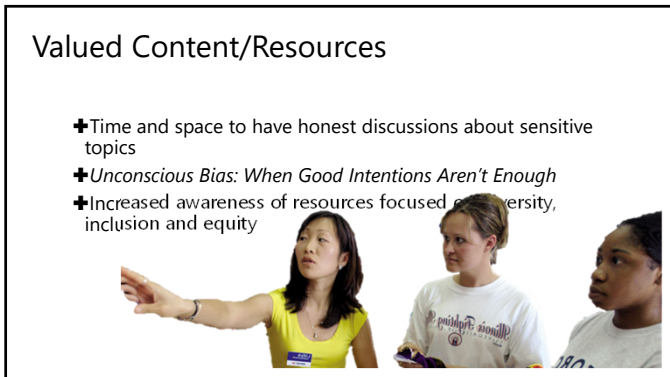 Valued Content/Resources
✚Time and space to have honest discussions about sensitive
topics
✚Unconscious Bias: When Good Intentions Aren't Enough
✚Increased awareness of resources focused
inclusion and equity
Illinois Fighting